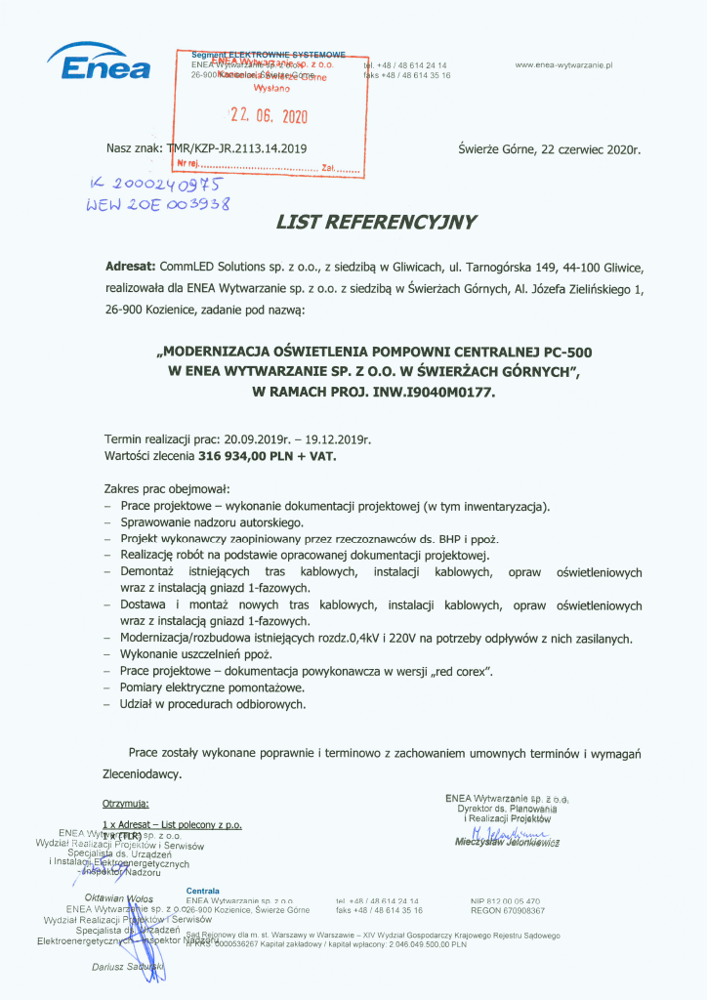 Enea
Segment ELEKTROWNIE SYSTEMOWE
ENEA Wytwarzanie sp. z o.o.
26-900 Kozienice, Świerże Górne
tel. +48 / 48 614 24 14
faks +48 / 48 614 35 16
www.enea-wytwarzanie.pl
ENEA Wytwarzanie sp. z o.o.
Kozienice Świerże Górne
Wysłano
22. 06. 2020
Nr rej. Zał.
Nasz znak: TMR/KZP-JR.2113.14.2019
Świerże Górne, 22 czerwiec 2020r.
K 2000240975
WEW 20E 003938
LIST REFERENCYJNY
Adresat: CommLED Solutions sp. z o.o., z siedzibą w Gliwicach, ul. Tarnogórska 149, 44-100 Gliwice,
realizowała dla ENEA Wytwarzanie sp. z o.o. z siedzibą w Świerżach Górnych, Al. Józefa Zielińskiego 1,
26-900 Kozienice, zadanie pod nazwą:
„MODERNIZACJA OŚWIETLENIA POMPOWNI CENTRALNEJ PC-500
W ENEA WYTWARZANIE SP. Z O.O. W ŚWIERŻACH GÓRNYCH”,
W RAMACH PROJ. INW.I9040M0177.
Termin realizacji prac: 20.09.2019r. – 19.12.2019r.
Wartości zlecenia 316 934,00 PLN + VAT.
Zakres prac obejmował:
– Prace projektowe – wykonanie dokumentacji projektowej (w tym inwentaryzacja).
– Sprawowanie nadzoru autorskiego.
– Projekt wykonawczy zaopiniowany przez rzeczoznawców ds. BHP i ppoż.
– Realizację robót na podstawie opracowanej dokumentacji projektowej.
– Demontaż istniejących tras kablowych, instalacji kablowych, opraw oświetleniowych
wraz z instalacją gniazd 1-fazowych.
– Dostawa i montaż nowych tras kablowych, instalacji kablowych, opraw oświetleniowych
wraz z instalacją gniazd 1-fazowych.
– Modernizacja/rozbudowa istniejących rozdz.0,4kV i 220V na potrzeby odpływów z nich zasilanych.
– Wykonanie uszczelnień ppoż.
– Prace projektowe – dokumentacja powykonawcza w wersji „red corex”.
– Pomiary elektryczne pomontażowe.
– Udział w procedurach odbiorowych.
Prace zostały wykonane poprawnie i terminowo z zachowaniem umownych terminów i wymagań
Zleceniodawcy.
Otrzymują:
1 x Adresat – List polecony z p.o.
1 x (TLR)
ENEA Wytwarzanie sp. z o.o.
Dyrektor ds. Planowania
i Realizacji Projektów
Mieczysław Jelonkiewicz
ENEA Wytwarzanie sp. z o.o.
Wydział Realizacji Projektów i Serwisów
Specjalista ds. Urządzeń
i Instalacji Elektroenergetycznych
- Inspektor Nadzoru
Oktawian Wołos
ENEA Wytwarzanie sp. z o.o.
Wydział Realizacji Projektów i Serwisów
Specjalista ds. Urządzeń
Elektroenergetycznych - Inspektor Nadzoru
Dariusz Sadurski
Centrala
ENEA Wytwarzanie sp. z o.o.
26-900 Kozienice, Świerże Górne
tel. +48 / 48 614 24 14
faks +48 / 48 614 35 16
NIP 812 00 05 470
REGON 670908367
Sąd Rejonowy dla m. st. Warszawy w Warszawie – XIV Wydział Gospodarczy Krajowego Rejestru Sądowego
nr KRS: 0000536267 Kapitał zakładowy / kapitał wpłacony: 2.046.049.500,00 PLN